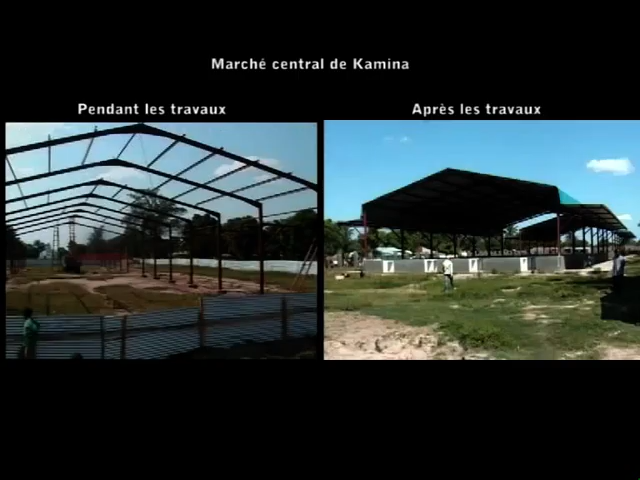 Marché central de Kamina
Pendant les travaux
Après les travaux